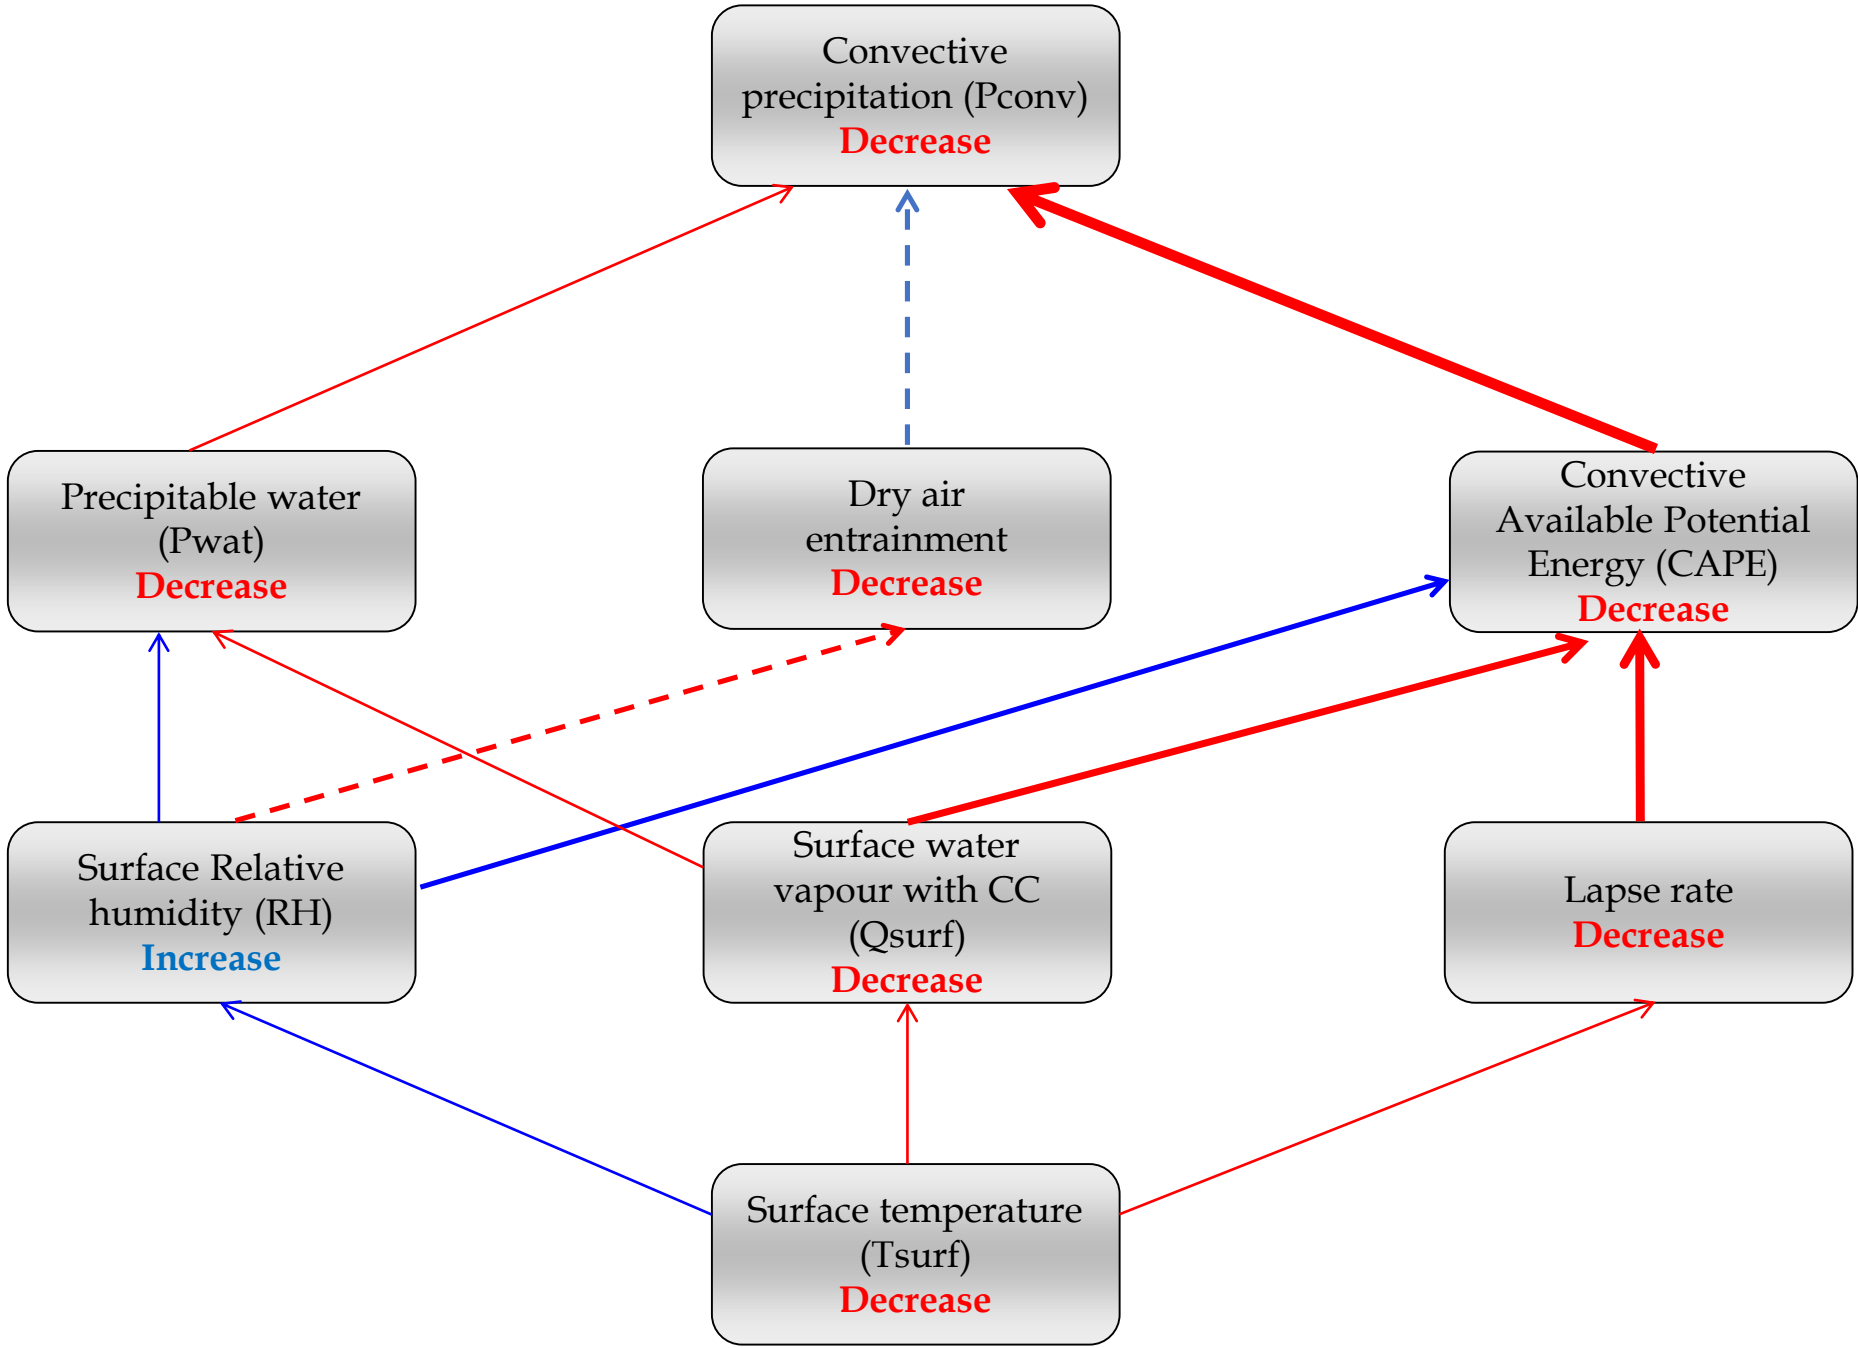 Convective
precipitation (Pconv)
Decrease
Precipitable water
(Pwat)
Decrease
Dry air
entrainment
Decrease
Convective
Available Potential
Energy (CAPE)
Decrease
Surface Relative
humidity (RH)
Increase
Surface water
vapour with CC
(Qsurf)
Decrease
Lapse rate
Decrease
Surface temperature
(Tsurf)
Decrease